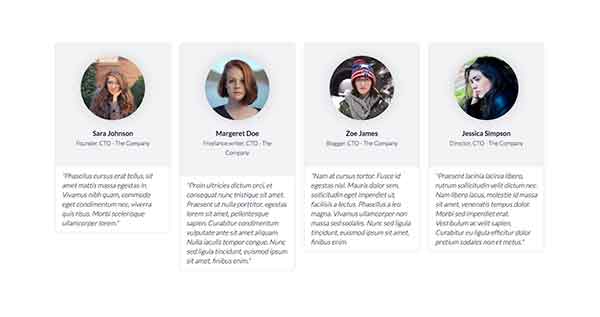 Sara Johnson
Founder, CTO - The Company
"Phasellus cursus erat tellus, sit
amet mattis massa egestas in.
Vivamus nibh quam, commodo
eget condimentum nec, viverra
quis risus. Morbi scelerisque
ullamcorper lorem."
Margeret Doe
Freelance writer, CTO - The
Company
"Proin ultricies dictum orci, et
consequat nunc tristique sit amet.
Praesent ut nulla porttitor, egestas
lorem sit amet, pellentesque
sapien. Curabitur condimentum
vulputate ante sit amet aliquam.
Nulla iaculis tempor congue. Nunc
sed ligula tincidunt, euismod ipsum
sit amet, finibus enim."
Zoe James
Blogger, CTO - The Company
"Nam at cursus tortor. Fusce id
egestas nisl. Mauris dolor sem,
sollicitudin eget imperdiet ut,
facilisis a lectus. Phasellus a leo
magna. Vivamus ullamcorper non
massa sed sodales. Nunc sed ligula
tincidunt, euismod ipsum sit amet,
finibus enim.
Jessica Simpson
Director, CTO - The Company
"Praesent lacinia lacinia libero,
rutrum sollicitudin velit dictum nec.
Nam libero lacus, molestie id massa
sit amet, venenatis tempus dolor.
Morbi sed imperdiet erat.
Vestibulum ac velit sapien.
Curabitur eu ligula efficitur dolor
pretium sodales non et metus."